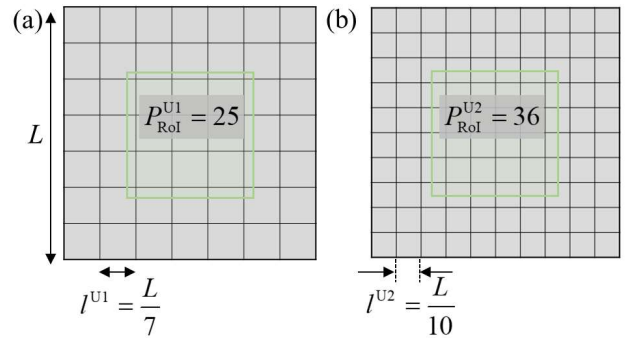 (a)
L
P_RoI^U1 = 25
l^U1 = L/7
(b)
P_RoI^U2 = 36
l^U2 = L/10